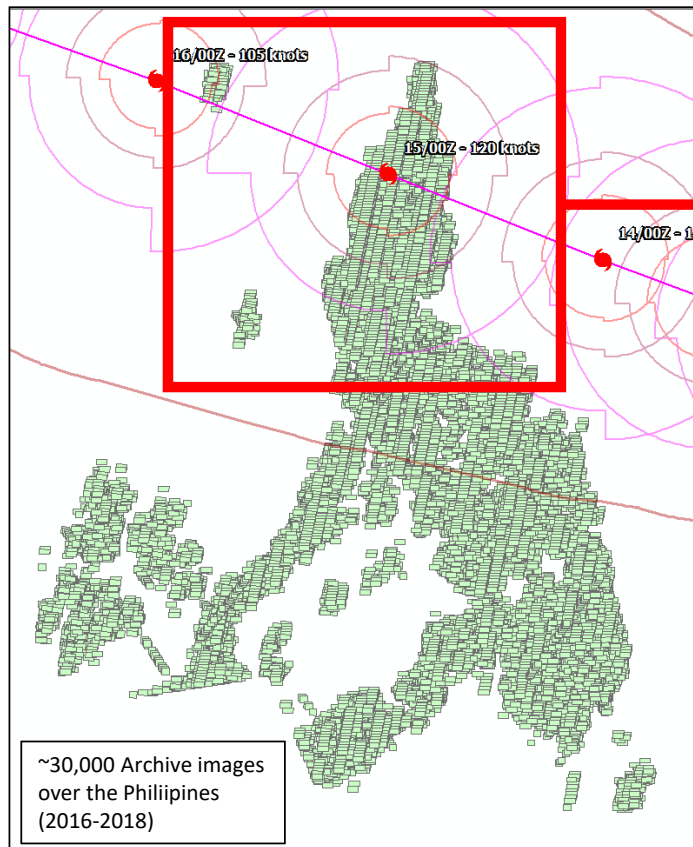 16/00Z - 105 knots
15/00Z - 120 knots
14/00Z - 1
~30,000 Archive images
over the Philiipines
(2016-2018)